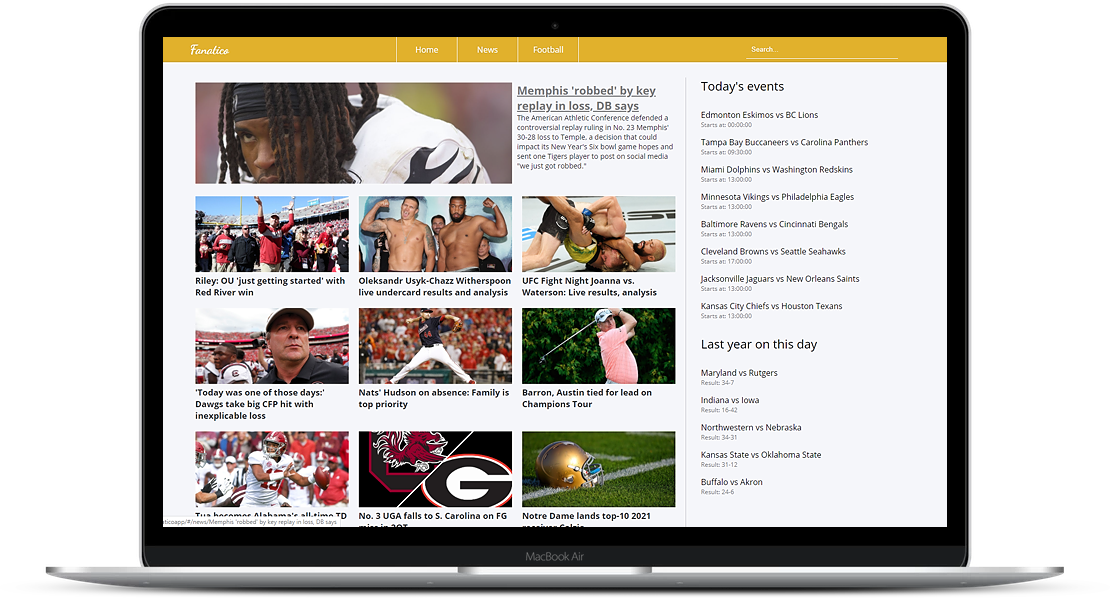 Fanatico
Home
News
Football
Search...
Memphis 'robbed' by key
replay in loss, DB says
The American Athletic Conference defended a
controversial replay ruling in No. 23 Memphis'
30-28 loss to Temple, a decision that could
impact its New Year's Six bowl game hopes and
sent one Tigers player to post on social media
"we just got robbed."
Riley: OU 'just getting started' with
Red River win
Oleksandr Usyk-Chazz Witherspoon
live undercard results and analysis
UFC Fight Night Joanna vs.
Waterson: Live results, analysis
'Today was one of those days:'
Dawgs take big CFP hit with
inexplicable loss
Nats' Hudson on absence: Family is
top priority
Barron, Austin tied for lead on
Champions Tour
Tua becomes Alabama's all-time TD
No. 3 UGA falls to S. Carolina on FG
miss in 2OT
Notre Dame lands top-10 2021
receiver Colzie
aticoapp/#/news/Memphis 'robbed' by key replay in loss, DB says
Today's events
Edmonton Eskimos vs BC Lions
Starts at: 00:00:00
Tampa Bay Buccaneers vs Carolina Panthers
Starts at: 09:30:00
Miami Dolphins vs Washington Redskins
Starts at: 13:00:00
Minnesota Vikings vs Philadelphia Eagles
Starts at: 13:00:00
Baltimore Ravens vs Cincinnati Bengals
Starts at: 13:00:00
Cleveland Browns vs Seattle Seahawks
Starts at: 17:00:00
Jacksonville Jaguars vs New Orleans Saints
Starts at: 13:00:00
Kansas City Chiefs vs Houston Texans
Starts at: 13:00:00
Last year on this day
Maryland vs Rutgers
Result: 34-7
Indiana vs Iowa
Result: 16-42
Northwestern vs Nebraska
Result: 34-31
Kansas State vs Oklahoma State
Result: 31-12
Buffalo vs Akron
Result: 24-6
MacBook Air